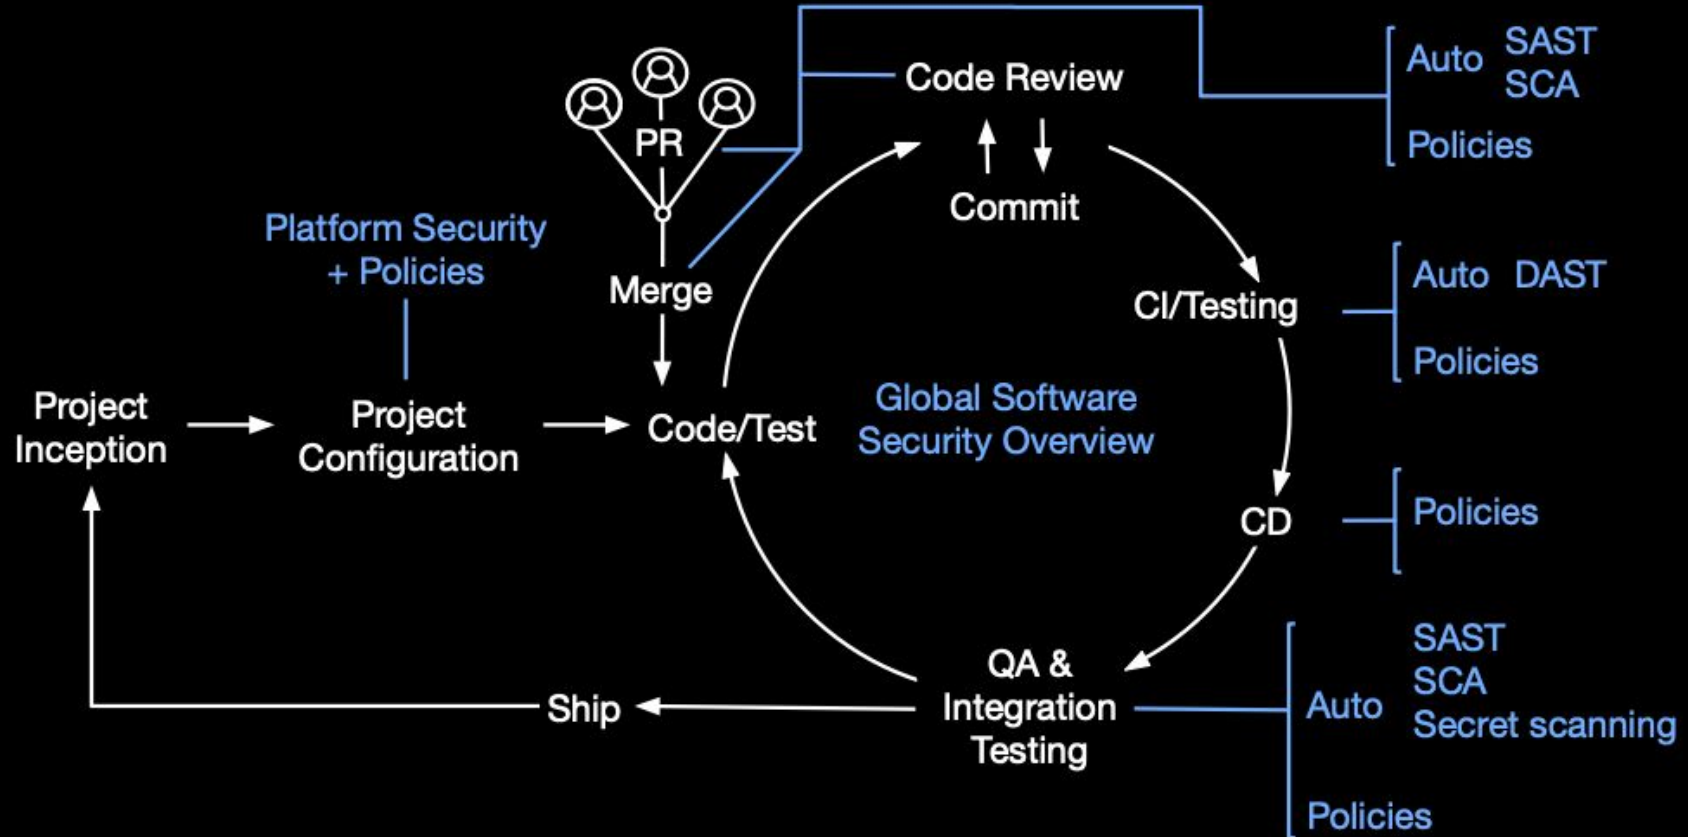 Code Review
Auto SAST
SCA
Policies
PR
Commit
Platform Security
+ Policies
Merge
CI/Testing
Auto DAST
Policies
Project
Inception
Project
Configuration
Code/Test
Global Software
Security Overview
CD
Policies
Ship
QA &
Integration
Testing
SAST
SCA
Auto
Secret scanning
Policies